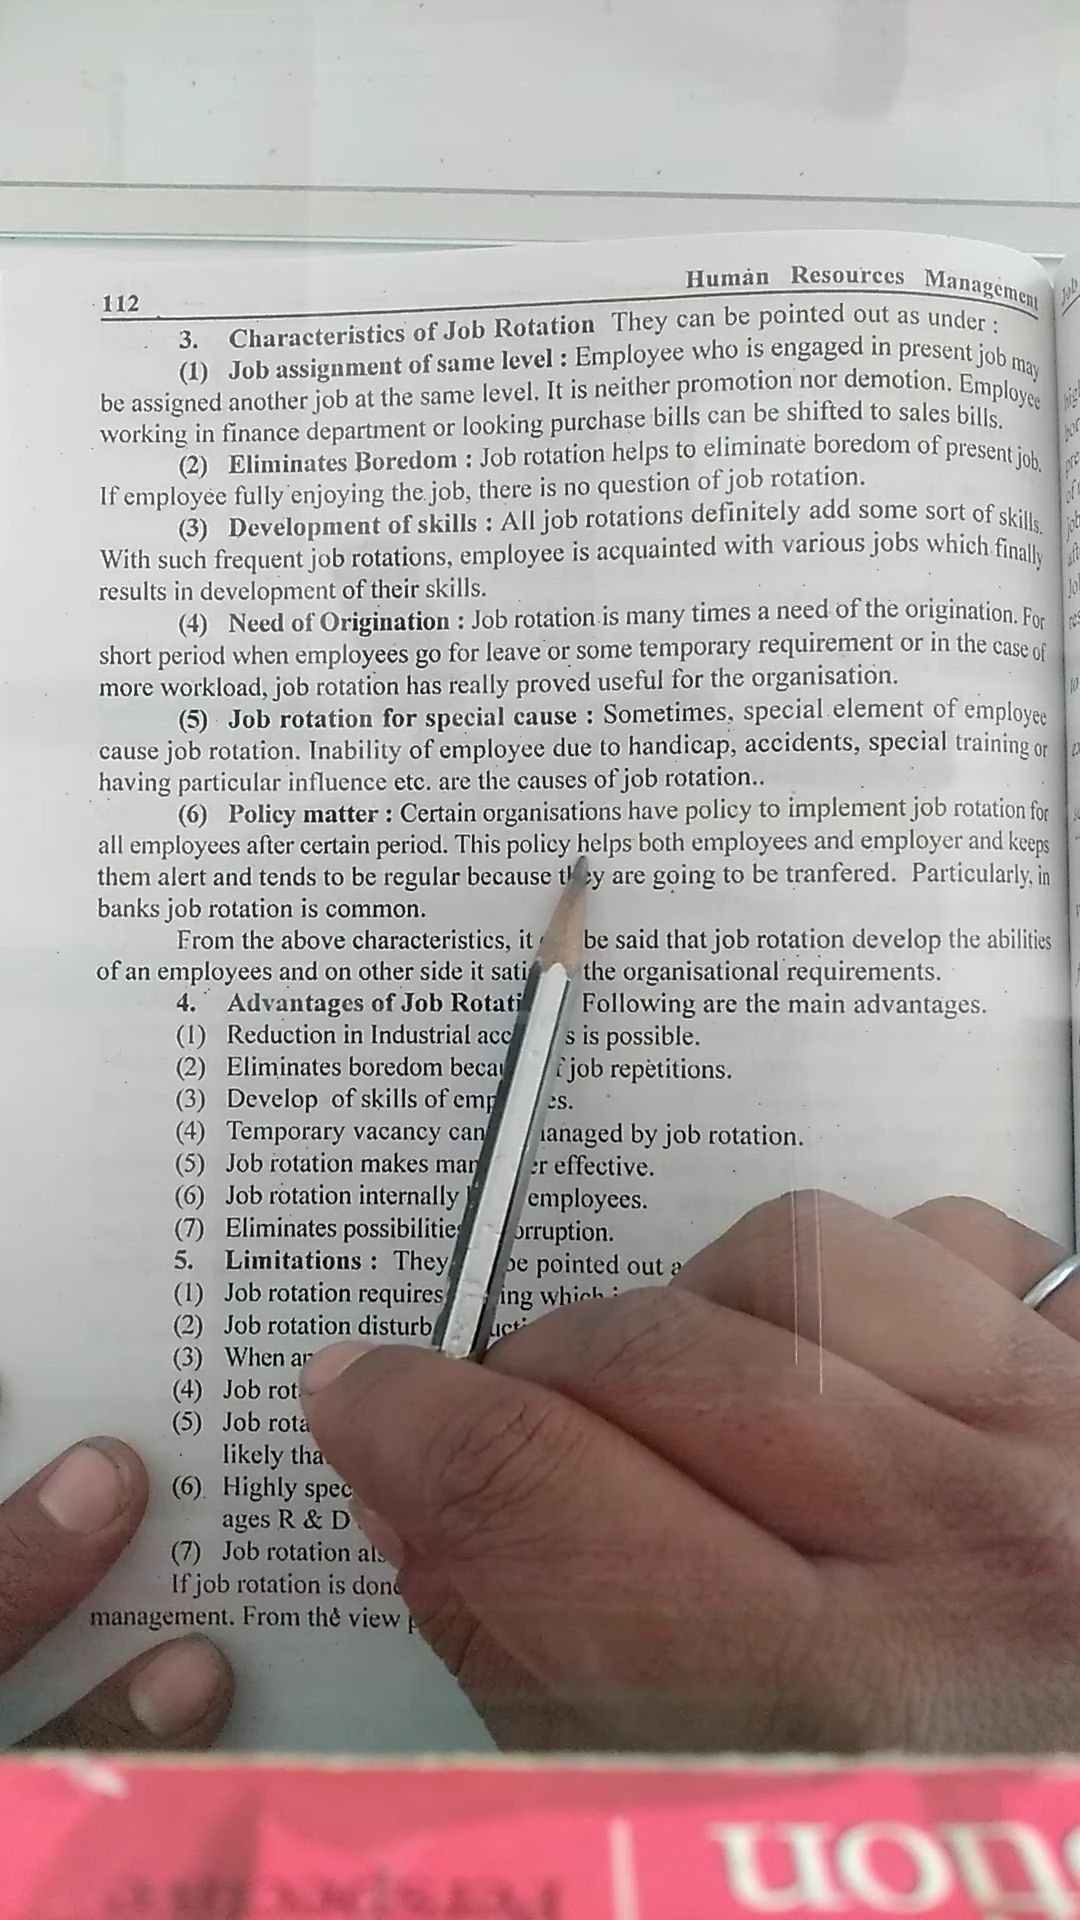 112
Human Resources Management
3. Characteristics of Job Rotation They can be pointed out as under :
(1) Job assignment of same level : Employee who is engaged in present job may
be assigned another job at the same level. It is neither promotion nor demotion. Employee
working in finance department or looking purchase bills can be shifted to sales bills.
(2) Eliminates Boredom : Job rotation helps to eliminate boredom of present job.
If employee fully enjoying the job, there is no question of job rotation.
(3) Development of skills : All job rotations definitely add some sort of skills.
With such frequent job rotations, employee is acquainted with various jobs which finally
results in development of their skills.
(4) Need of Origination : Job rotation is many times a need of the origination. For
short period when employees go for leave or some temporary requirement or in the case of
more workload, job rotation has really proved useful for the organisation.
(5) Job rotation for special cause : Sometimes, special element of employee
cause job rotation. Inability of employee due to handicap, accidents, special training or
having particular influence etc. are the causes of job rotation..
(6) Policy matter : Certain organisations have policy to implement job rotation for
all employees after certain period. This policy helps both employees and employer and keeps
them alert and tends to be regular because they are going to be tranfered. Particularly, in
banks job rotation is common.
From the above characteristics, it be said that job rotation develop the abilities
of an employees and on other side it the organisational requirements.
4. Advantages of Job Following are the main advantages.
(1) Reduction in Industrial is possible.
(2) Eliminates boredom job repetitions.
(3) Develop of skills of
(4) Temporary vacancy can managed by job rotation.
(5) Job rotation makes effective.
(6) Job rotation internally employees.
(7) Eliminates corruption.
5. Limitations : They be pointed out
(1) Job rotation requires which
(2) Job rotation
(3) When
(4) Job
(5) Job
likely
(6) Highly
ages R & D
(7) Job rotation
If job rotation is
management. From the view